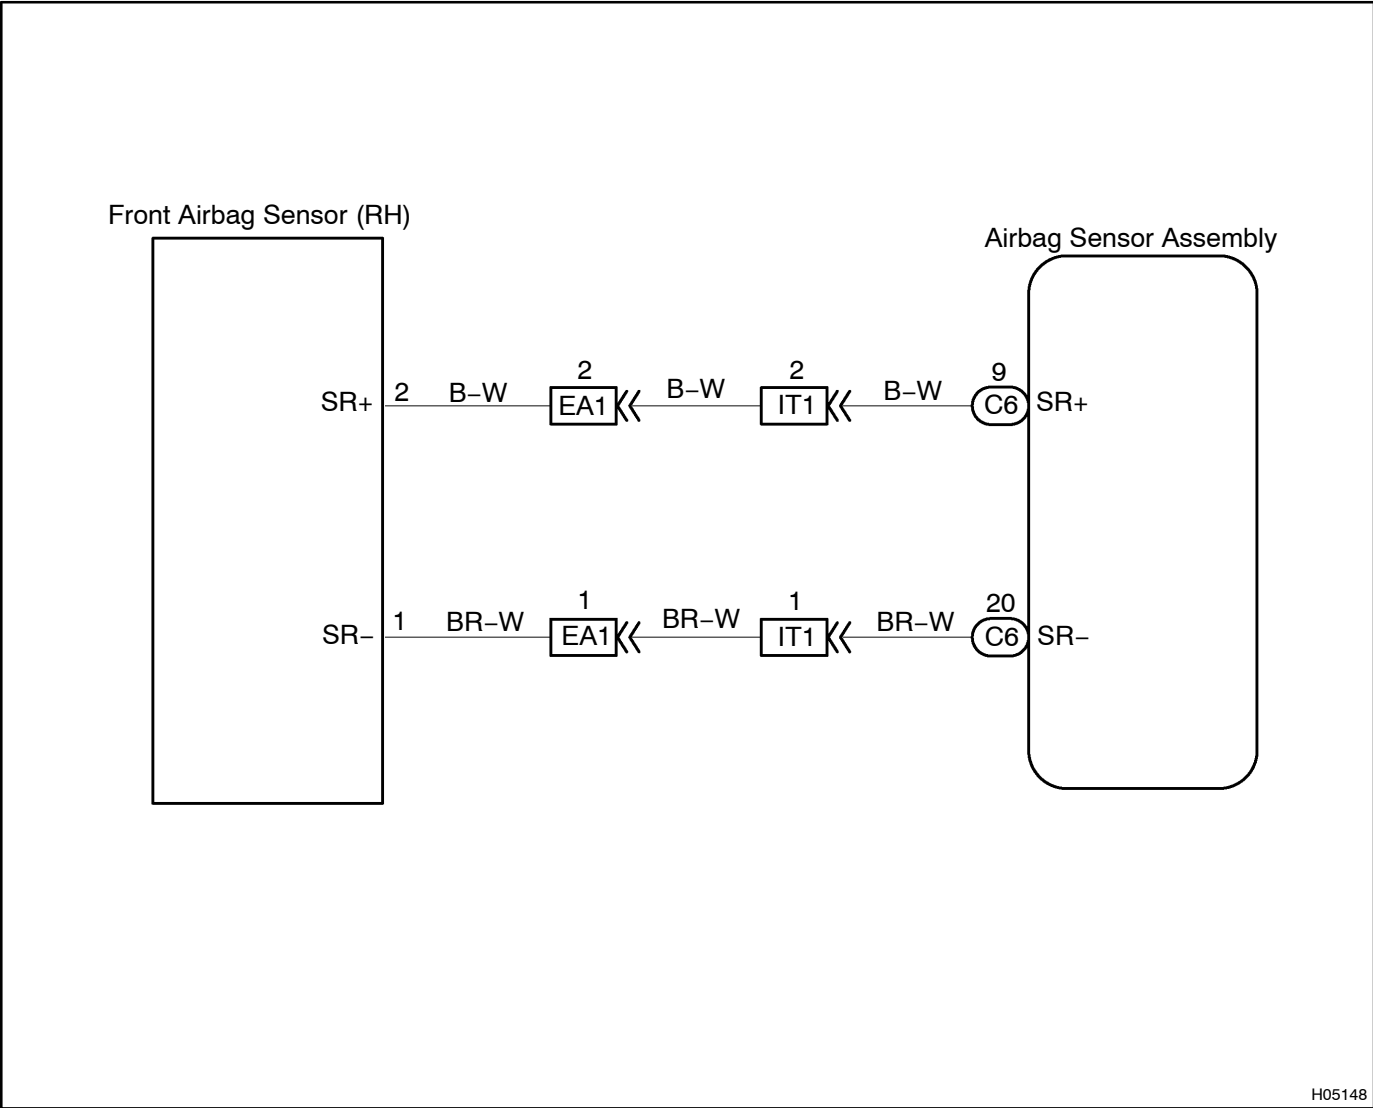 Front Airbag Sensor (RH)
Airbag Sensor Assembly
SR+ 2 B−W 2 EA1 B−W 2 IT1 B−W 9 C6 SR+
SR− 1 BR−W 1 EA1 BR−W 1 IT1 BR−W 20 C6 SR−
H05148